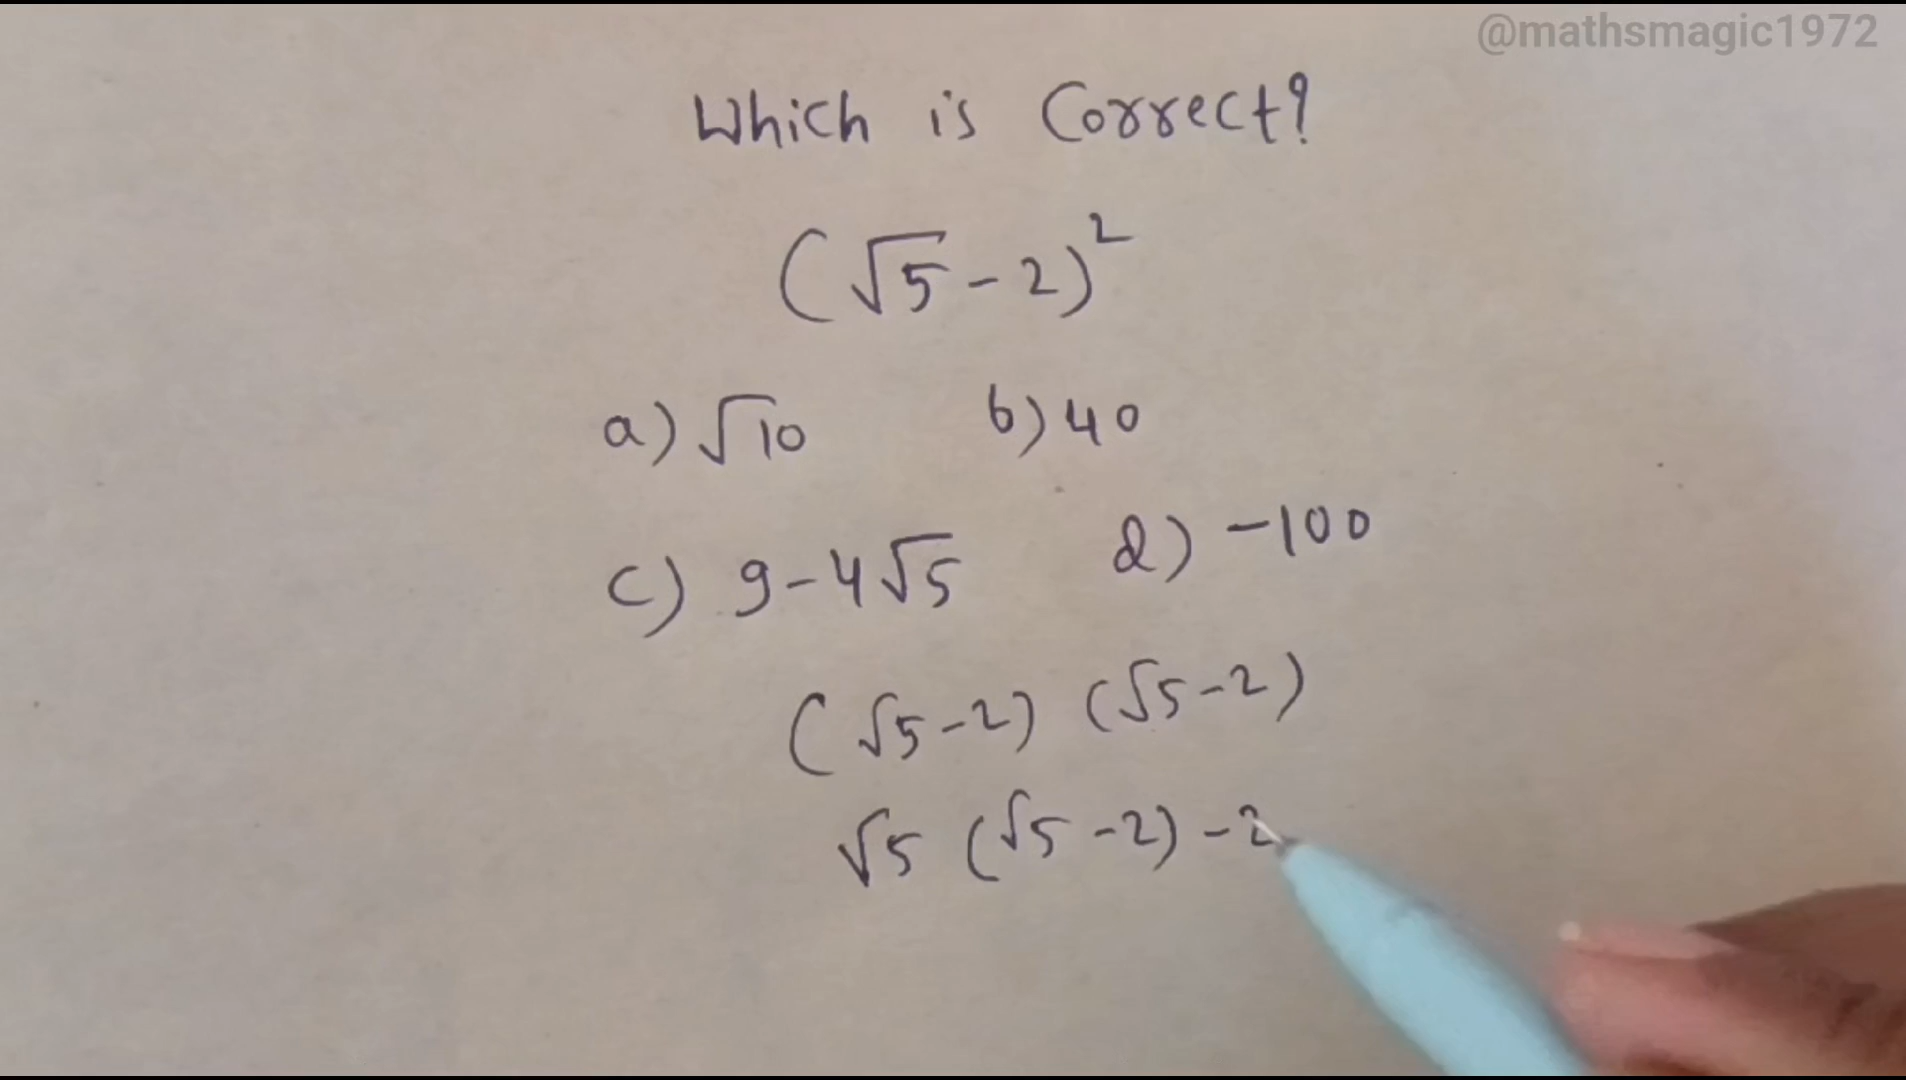 @mathsmagic1972
Which is Correct?
(√5-2)²
a) √10 b) 40
c) 9-4√5 d) -100
(√5-2) (√5-2)
√5 (√5-2) -2